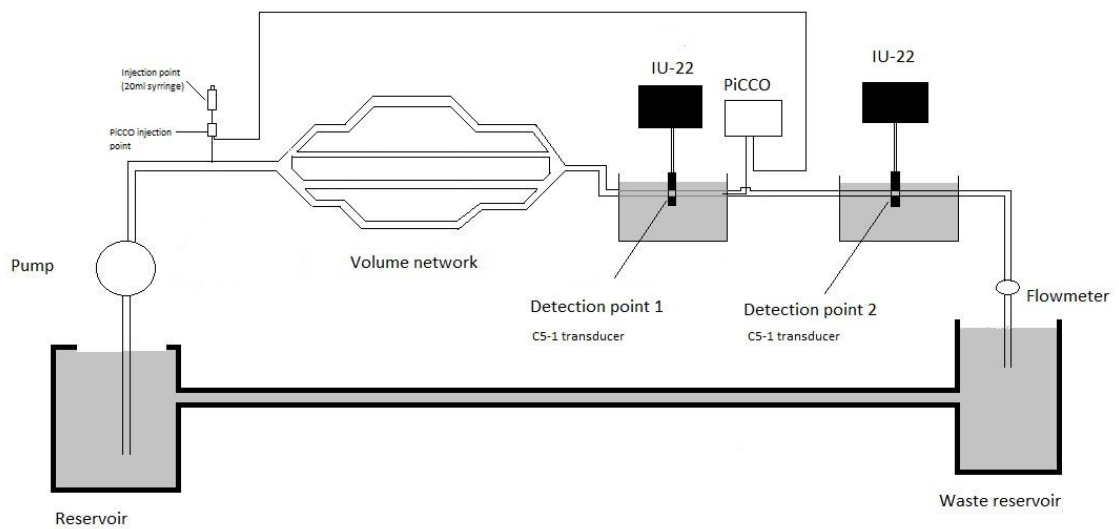 Injection point
(20ml syrringe)
PiCCO injection
point
IU-22
PiCCO
IU-22
Pump
Volume network
Detection point 1
C5-1 transducer
Detection point 2
C5-1 transducer
Flowmeter
Reservoir
Waste reservoir